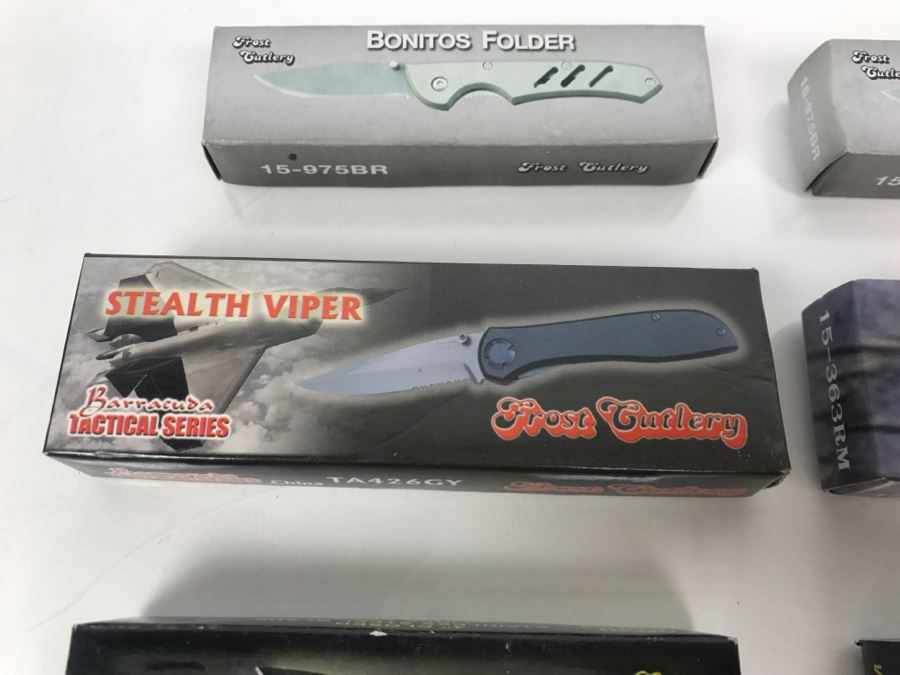 Frost
Cutlery
BONITOS FOLDER
15-975BR
Frost Cutlery
Frost
15-975BR
15
STEALTH VIPER
Barracuda
TACTICAL SERIES
Frost Cutlery
China TA426GY
15-363RM